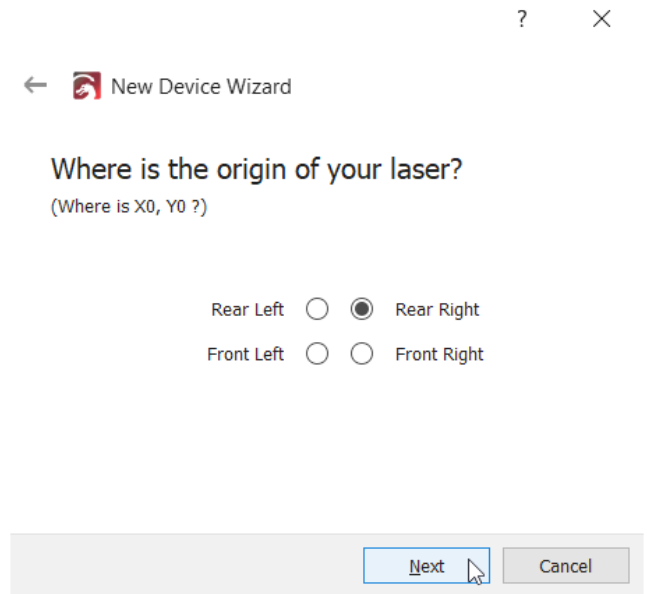 ?
New Device Wizard
Where is the origin of your laser?
(Where is X0, Y0 ?)
Rear Left Rear Right
Front Left Front Right
Next Cancel